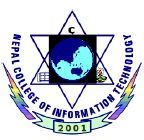 NEPAL COLLEGE OF INFORMATION TECHNOLOGY
2001